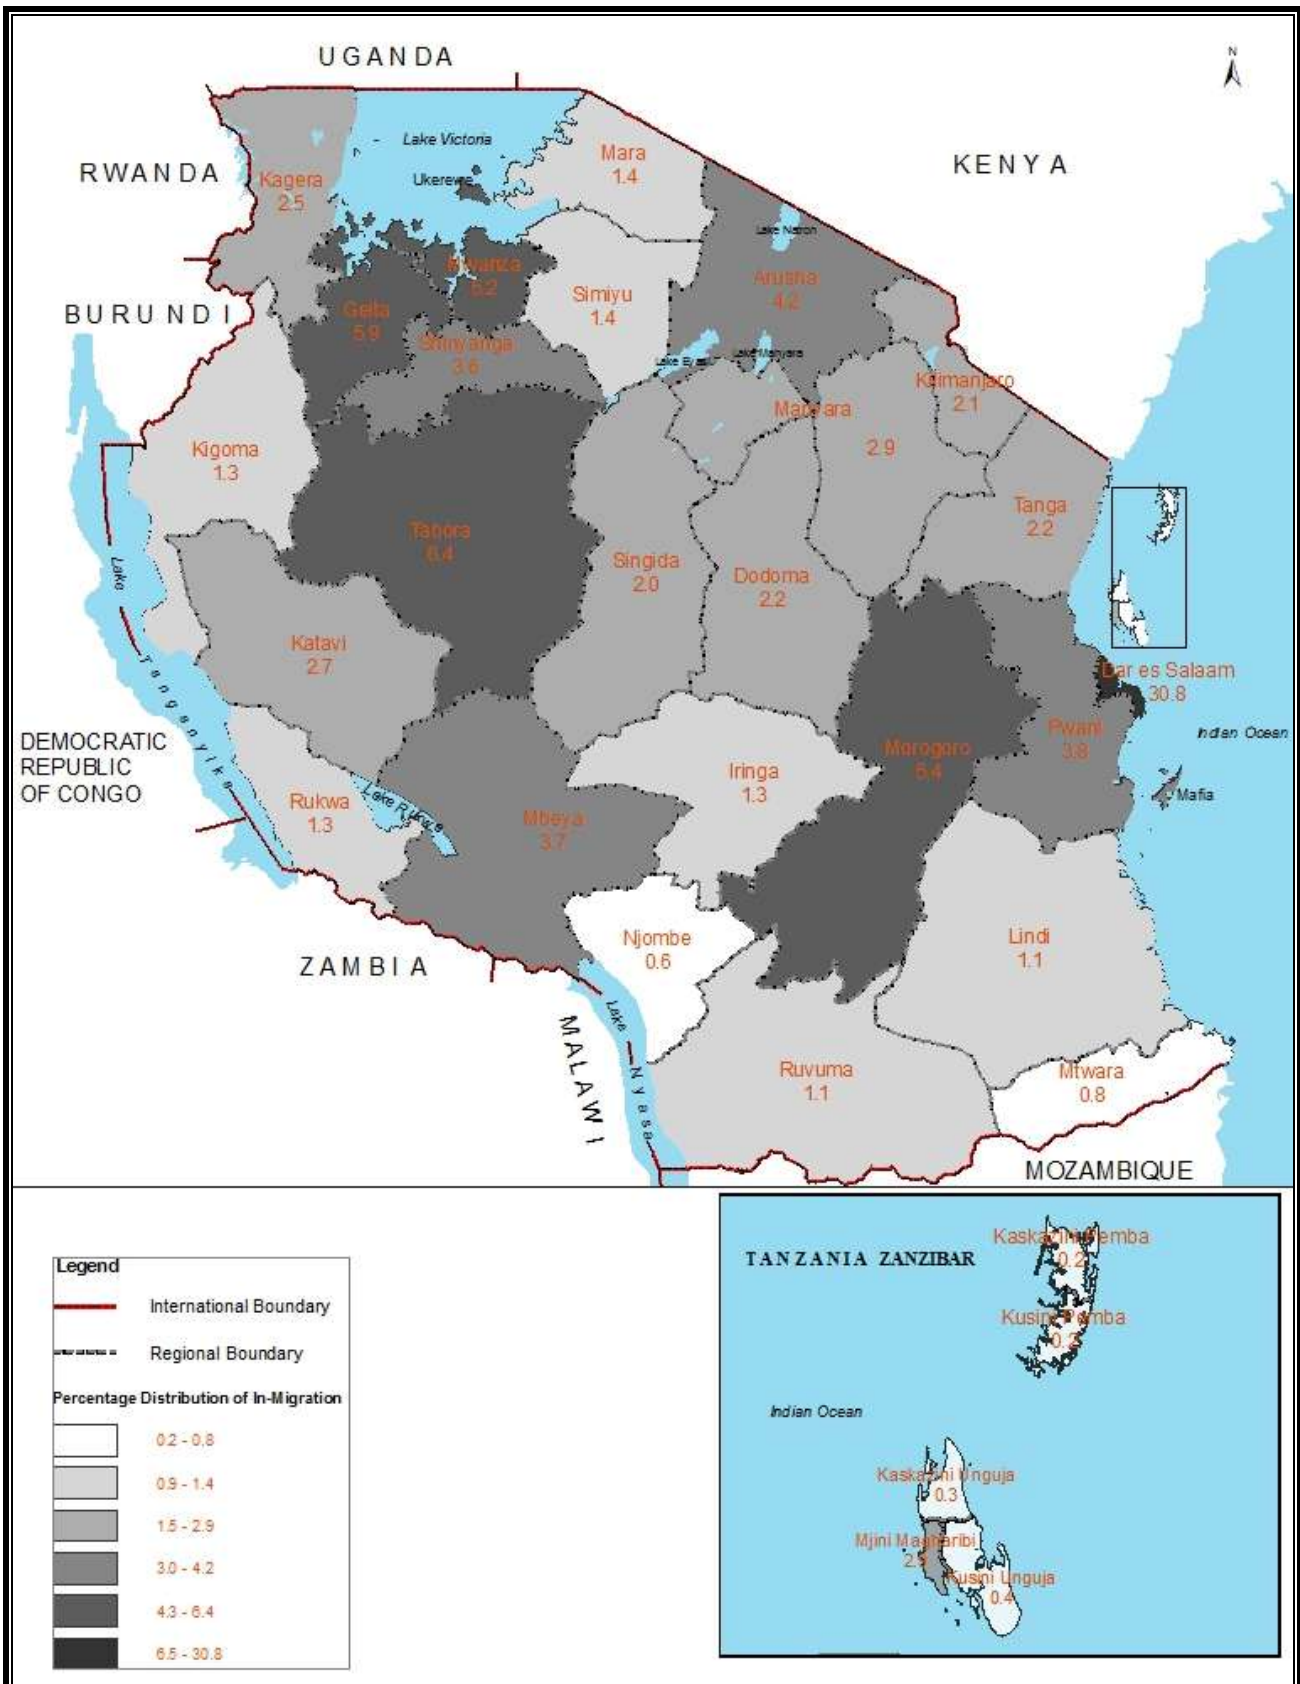 UGANDA
N
Lake Victoria
Mara
1.4
KENYA
RWANDA
Kagera
2.5
Ukerewe
Lake Natron
Mwanza
5.2
Arusha
4.2
Simiyu
1.4
BURUNDI
Geita
5.9
Shinyanga
3.6
Lake Eyasi
Lake Manyara
Kilimanjaro
2.1
Manyara
2.9
Kigoma
1.3
Tanga
2.2
Tabora
6.4
Singida
2.0
Dodoma
2.2
Lake Tanganyika
Katavi
2.7
Dar es Salaam
30.8
Indian Ocean
DEMOCRATIC
REPUBLIC
OF CONGO
Pwani
3.8
Morogoro
5.4
Iringa
1.3
Mafia
Rukwa
1.3
Lake Rukwa
Mbeya
3.7
Njombe
0.6
Lindi
1.1
ZAMBIA
Lake Nyasa
MALAWI
Ruvuma
1.1
Mtwara
0.8
MOZAMBIQUE
TANZANIA ZANZIBAR
Kaskazini Pemba
0.2
Kusini Pemba
0.2
Indian Ocean
Kaskazini Unguja
0.3
Mjini Magharibi
Kusini Unguja
0.4
Legend
International Boundary
Regional Boundary
Percentage Distribution of In-Migration
0.2 - 0.8
0.9 - 1.4
1.5 - 2.9
3.0 - 4.2
4.3 - 6.4
6.5 - 30.8